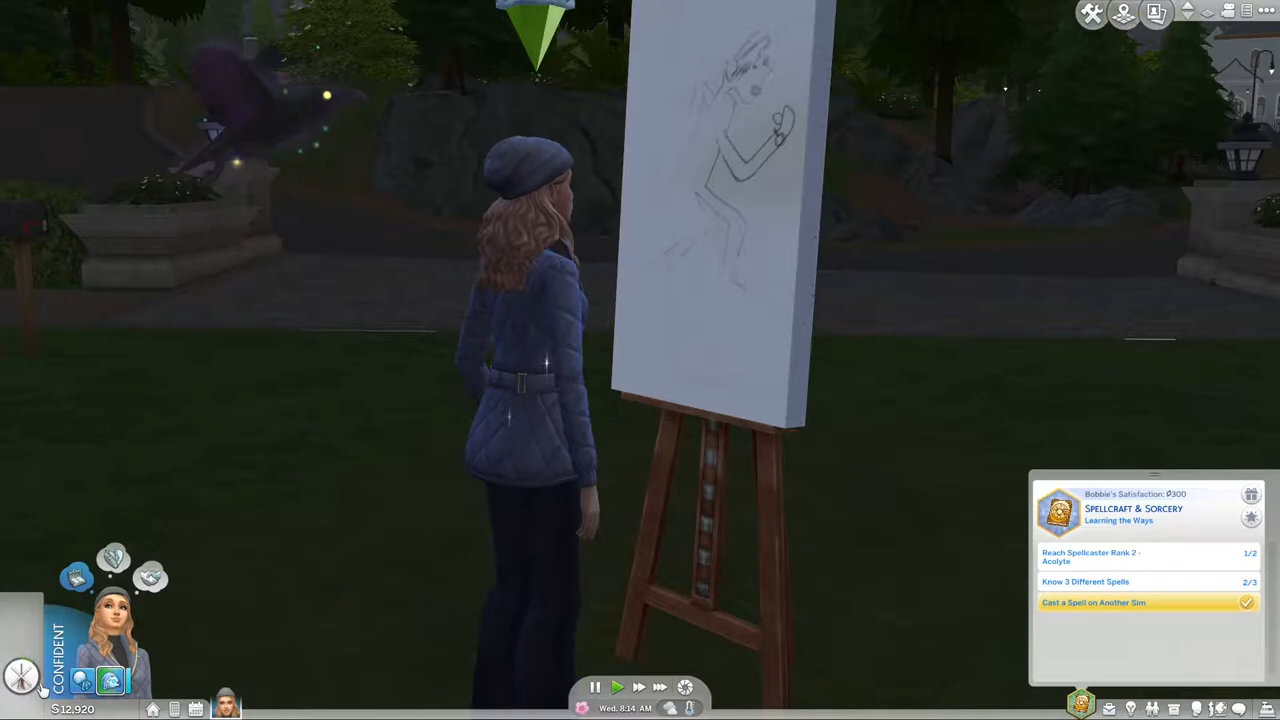 Bobbie's Satisfaction: 300
SPELLCRAFT & SORCERY
Learning the Ways
Reach Spellcaster Rank 2 - 1/2
Acolyte
Know 3 Different Spells 2/3
Cast a Spell on Another Sim
CONFIDENT
§12,920
Wed. 8:14 AM